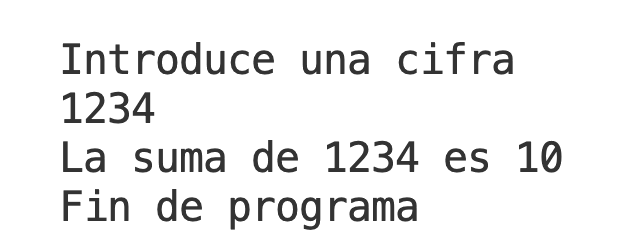 Introduce una cifra
1234
La suma de 1234 es 10
Fin de programa